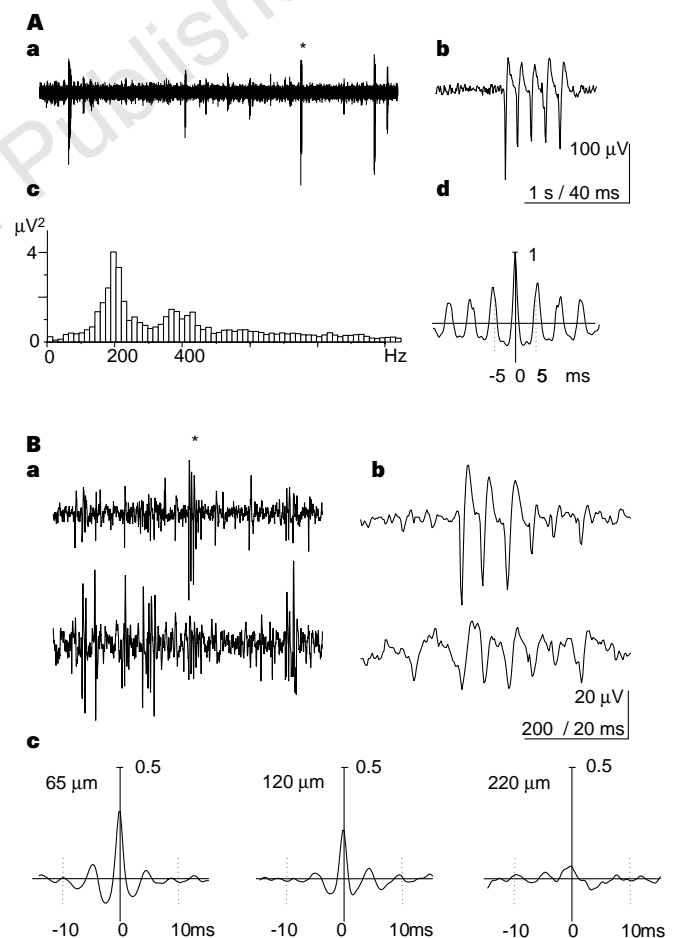 Publishe
A
a
*
b
100 µV
1 s / 40 ms
c
µV²
4
0
0 200 400 Hz
d
1
-5 0 5 ms
B
a
*
b
20 µV
200 / 20 ms
c
65 µm
0.5
120 µm
0.5
220 µm
0.5
-10 0 10ms
-10 0 10ms
-10 0 10ms